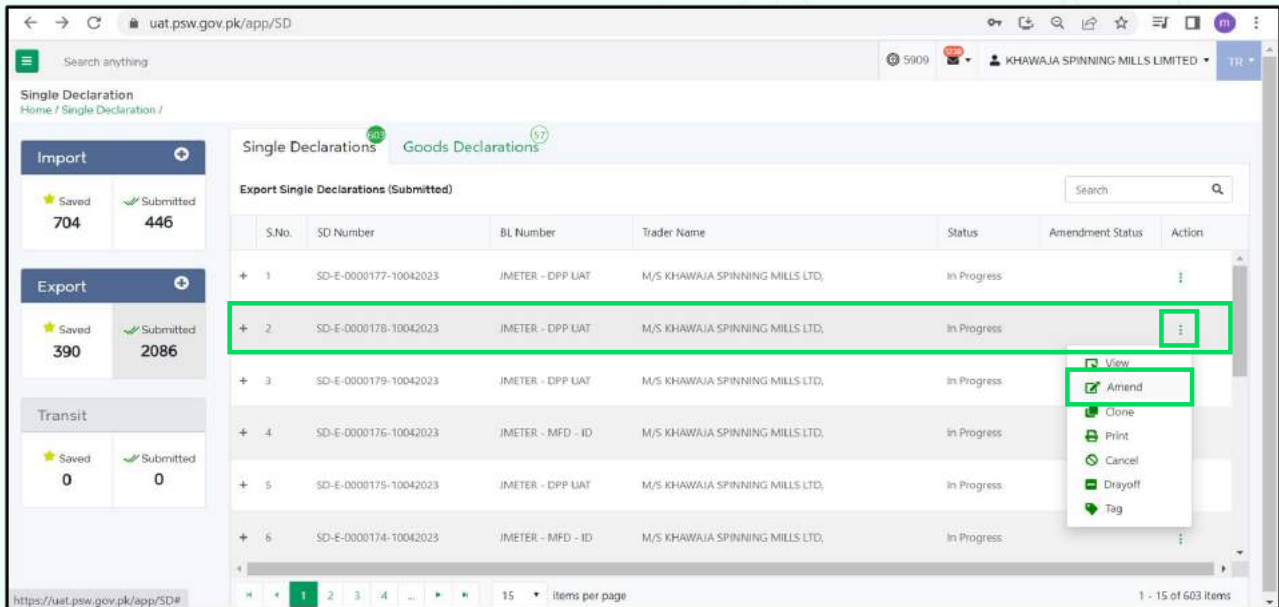 uat.psw.gov.pk/app/SD
m
Search anything
5909
KHAWAJA SPINNING MILLS LIMITED
TR
Single Declaration
Home / Single Declaration /
Import
Saved
Submitted
704
446
Export
Saved
Submitted
390
2086
Transit
Saved
Submitted
0
0
Single Declarations 603 Goods Declarations 57
Export Single Declarations (Submitted)
Search
S.No. SD Number BL Number Trader Name Status Amendment Status Action
+ 1 SD-E-0000177-10042023 JMETER - DPP UAT M/S KHAWAJA SPINNING MILLS LTD, In Progress
+ 2 SD-E-0000178-10042023 JMETER - DPP UAT M/S KHAWAJA SPINNING MILLS LTD, In Progress
+ 3 SD-E-0000179-10042023 JMETER - DPP UAT M/S KHAWAJA SPINNING MILLS LTD, In Progress
+ 4 SD-E-0000176-10042023 JMETER - MFD - ID M/S KHAWAJA SPINNING MILLS LTD, In Progress
+ 5 SD-E-0000175-10042023 JMETER - DPP UAT M/S KHAWAJA SPINNING MILLS LTD, In Progress
+ 6 SD-E-0000174-10042023 JMETER - MFD - ID M/S KHAWAJA SPINNING MILLS LTD, In Progress
View
Amend
Clone
Print
Cancel
Drayoff
Tag
1 2 3 4 ... 15 items per page
1 - 15 of 603 items
https://uat.psw.gov.pk/app/SD#